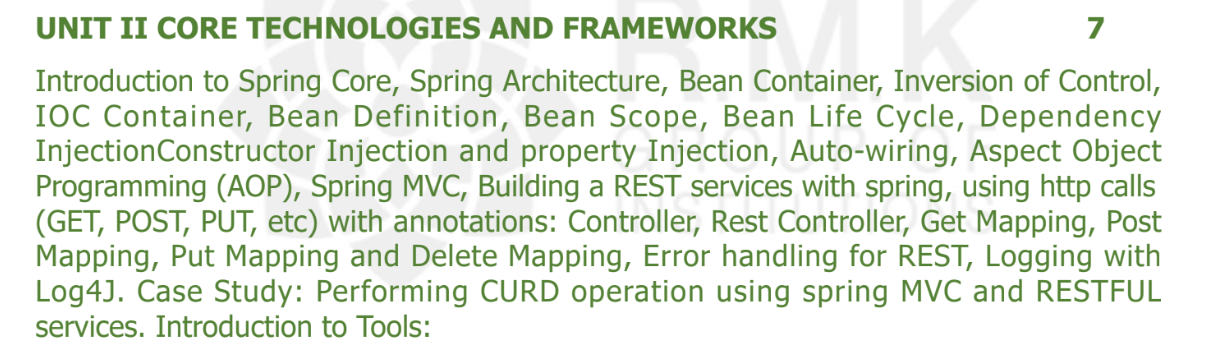 UNIT II CORE TECHNOLOGIES AND FRAMEWORKS 7
Introduction to Spring Core, Spring Architecture, Bean Container, Inversion of Control,
IOC Container, Bean Definition, Bean Scope, Bean Life Cycle, Dependency
InjectionConstructor Injection and property Injection, Auto-wiring, Aspect Object
Programming (AOP), Spring MVC, Building a REST services with spring, using http calls
(GET, POST, PUT, etc) with annotations: Controller, Rest Controller, Get Mapping, Post
Mapping, Put Mapping and Delete Mapping, Error handling for REST, Logging with
Log4J. Case Study: Performing CURD operation using spring MVC and RESTFUL
services. Introduction to Tools:
R.M.K
GROUP OF
INSTITUTIONS